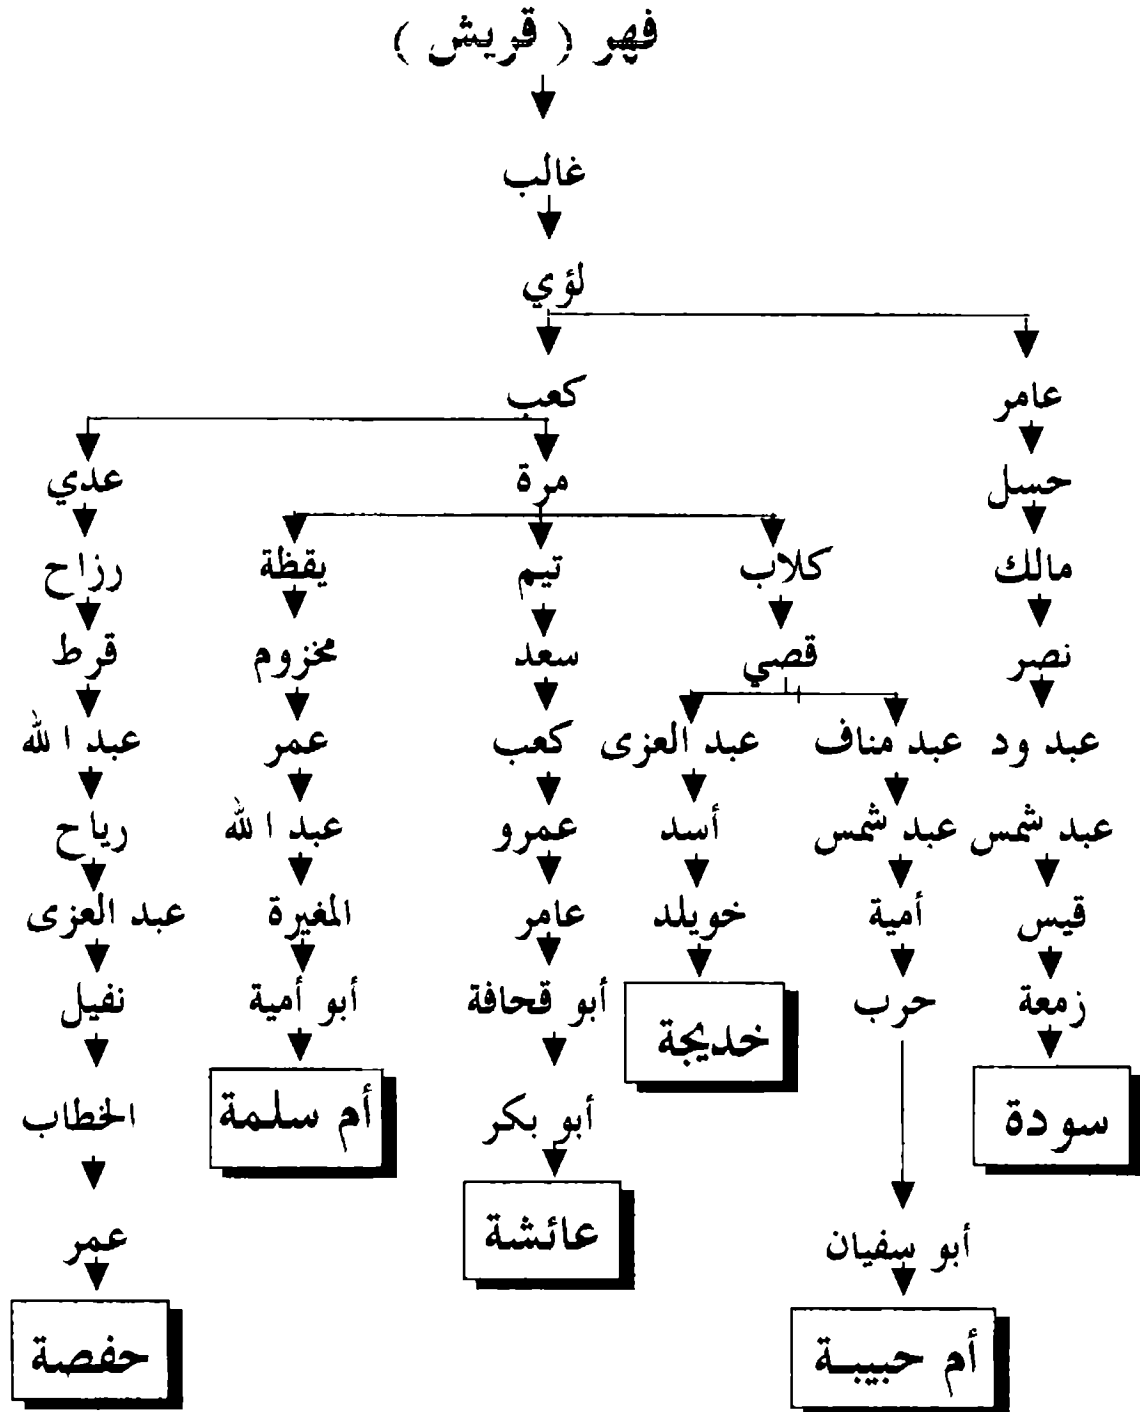 فهر ( قريش )
غالب
لؤي
عامر كعب
حسل مرة عدي
مالك كلاب تيم يقظة رزاح
نصر قصي سعد مخزوم قرط
عبد ود عبد مناف عبد العزى كعب عمر عبد الله
عبد شمس عبد شمس أسد عمرو عبد الله رياح
قيس أمية خويلد عامر المغيرة عبد العزى
زمعة حرب خديجة أبو قحافة أبو أمية نفيل
سودة أبو بكر أم سلمة الخطاب
أبو سفيان عائشة عمر
أم حبيبة حفصة